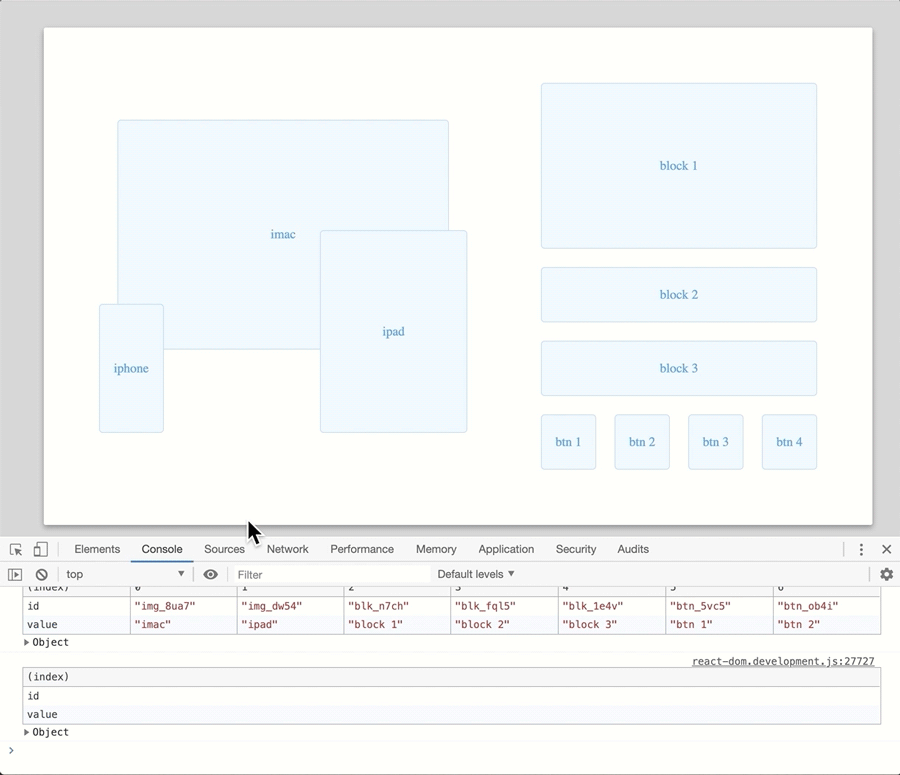 block 1
imac
block 2
ipad
iphone
block 3
btn 1 btn 2 btn 3 btn 4
Elements Console Sources Network Performance Memory Application Security Audits
top Filter Default levels
(index) 0 1 2 3 4 5 6
id "img_8ua7" "img_dw54" "blk_n7ch" "blk_fql5" "blk_1e4v" "btn_5vc5" "btn_ob4i"
value "imac" "ipad" "block 1" "block 2" "block 3" "btn 1" "btn 2"
Object
react-dom.development.js:27727
(index)
id
value
Object